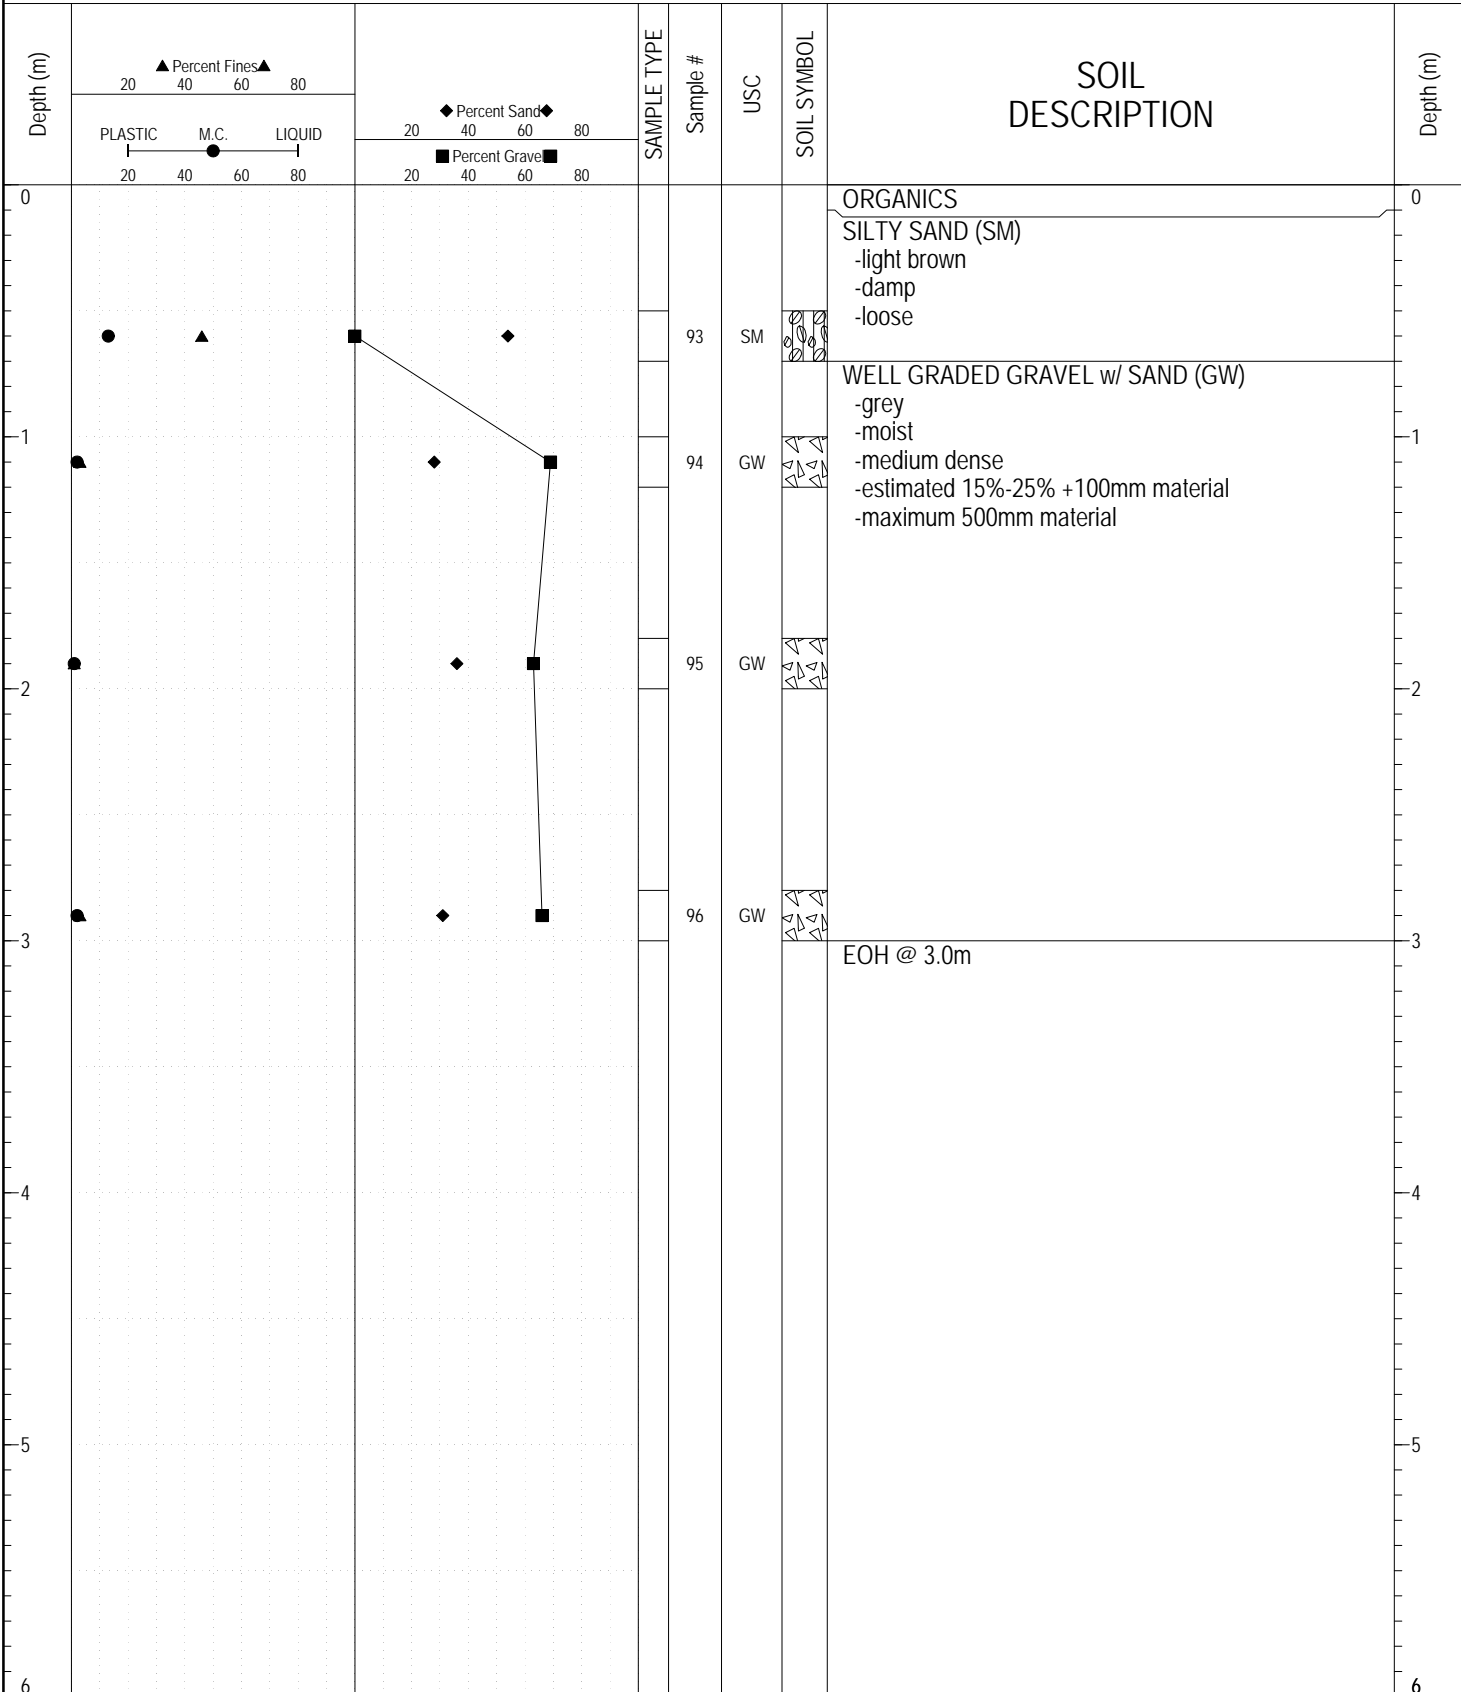 Depth (m)
▲ Percent Fines▲
20 40 60 80
PLASTIC M.C. LIQUID
20 40 60 80
◆ Percent Sand◆
20 40 60 80
■ Percent Gravel■
20 40 60 80
SAMPLE TYPE
Sample #
USC
SOIL SYMBOL
SOIL
DESCRIPTION
Depth (m)
0 ORGANICS 0
SILTY SAND (SM)
-light brown
-damp
-loose
93 SM
WELL GRADED GRAVEL w/ SAND (GW)
-grey
1 -moist 1
94 GW -medium dense
-estimated 15%-25% +100mm material
-maximum 500mm material
95 GW
2 2
96 GW
3 3
EOH @ 3.0m
4 4
5 5
6 6